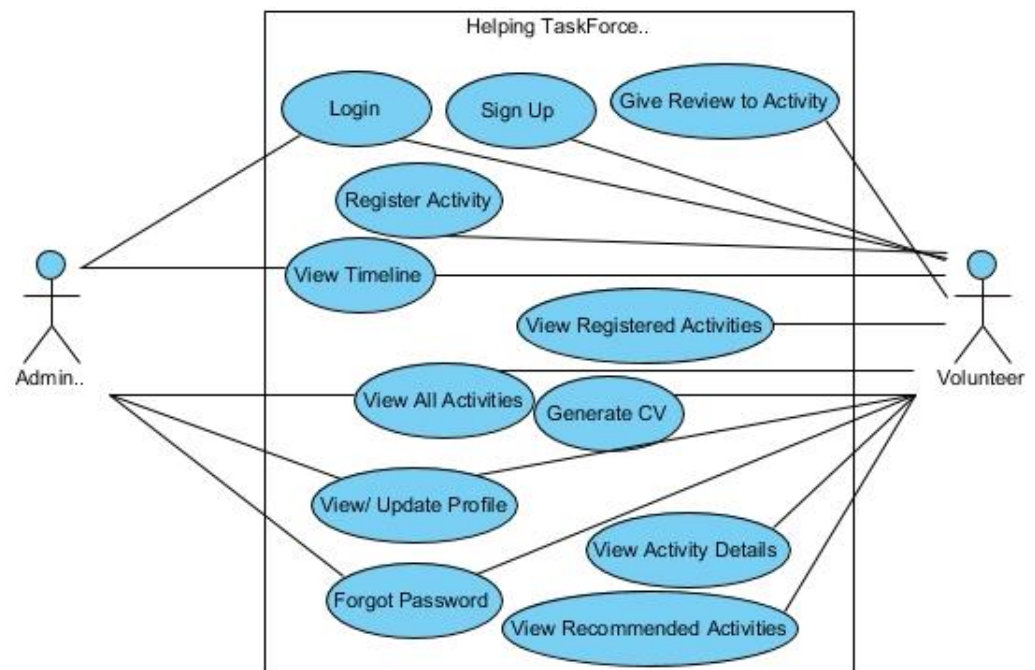 Helping TaskForce..
Login
Sign Up
Give Review to Activity
Register Activity
View Timeline
View Registered Activities
Admin..
Volunteer
View All Activities
Generate CV
View/ Update Profile
View Activity Details
Forgot Password
View Recommended Activities